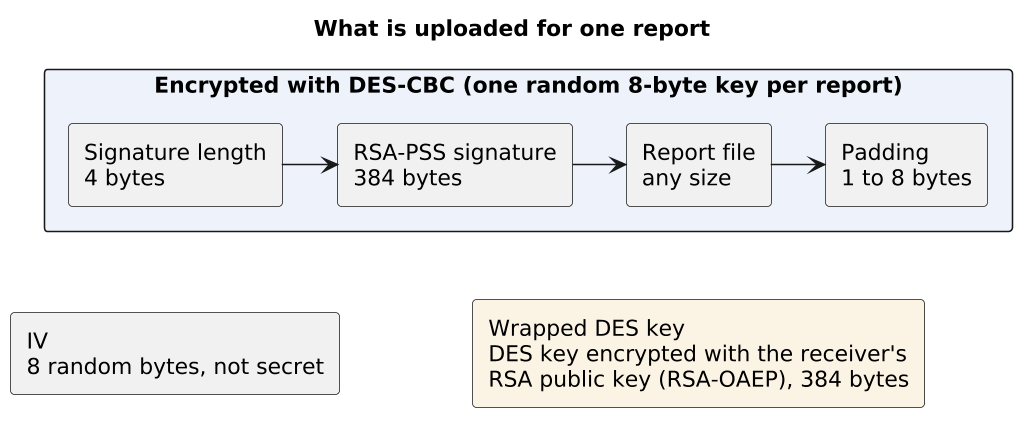 What is uploaded for one report
Encrypted with DES-CBC (one random 8-byte key per report)
Signature length
4 bytes
RSA-PSS signature
384 bytes
Report file
any size
Padding
1 to 8 bytes
IV
8 random bytes, not secret
Wrapped DES key
DES key encrypted with the receiver's
RSA public key (RSA-OAEP), 384 bytes